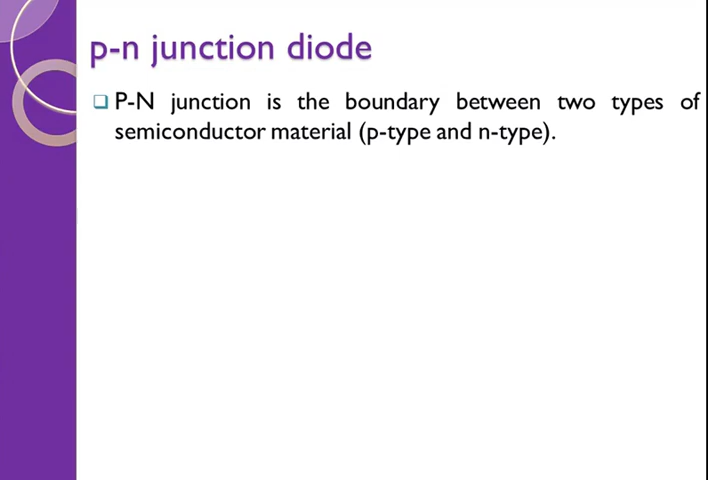 p-n junction diode
P-N junction is the boundary between two types of
semiconductor material (p-type and n-type).